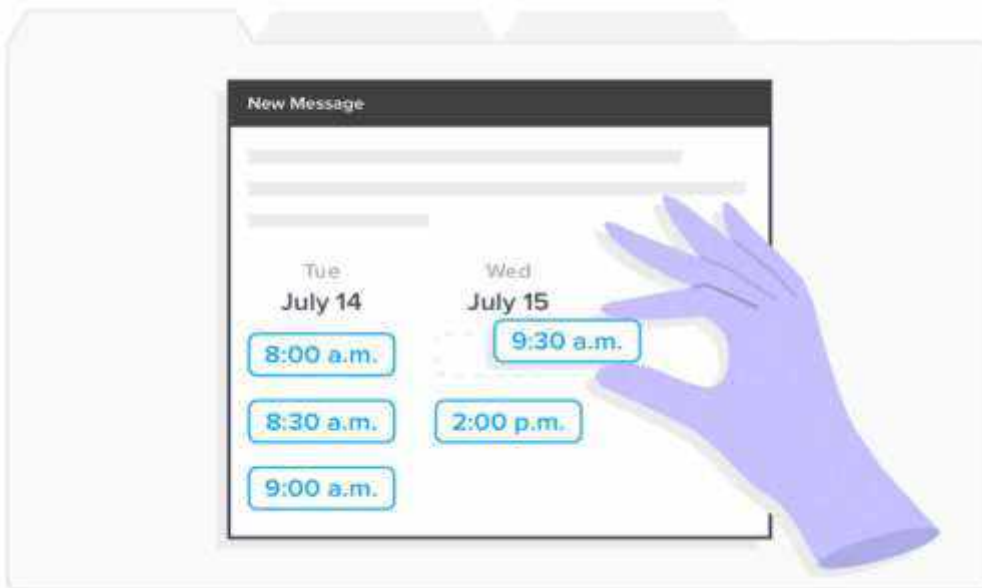 New Message
Tue
July 14
8:00 a.m.
8:30 a.m.
9:00 a.m.
Wed
July 15
9:30 a.m.
2:00 p.m.